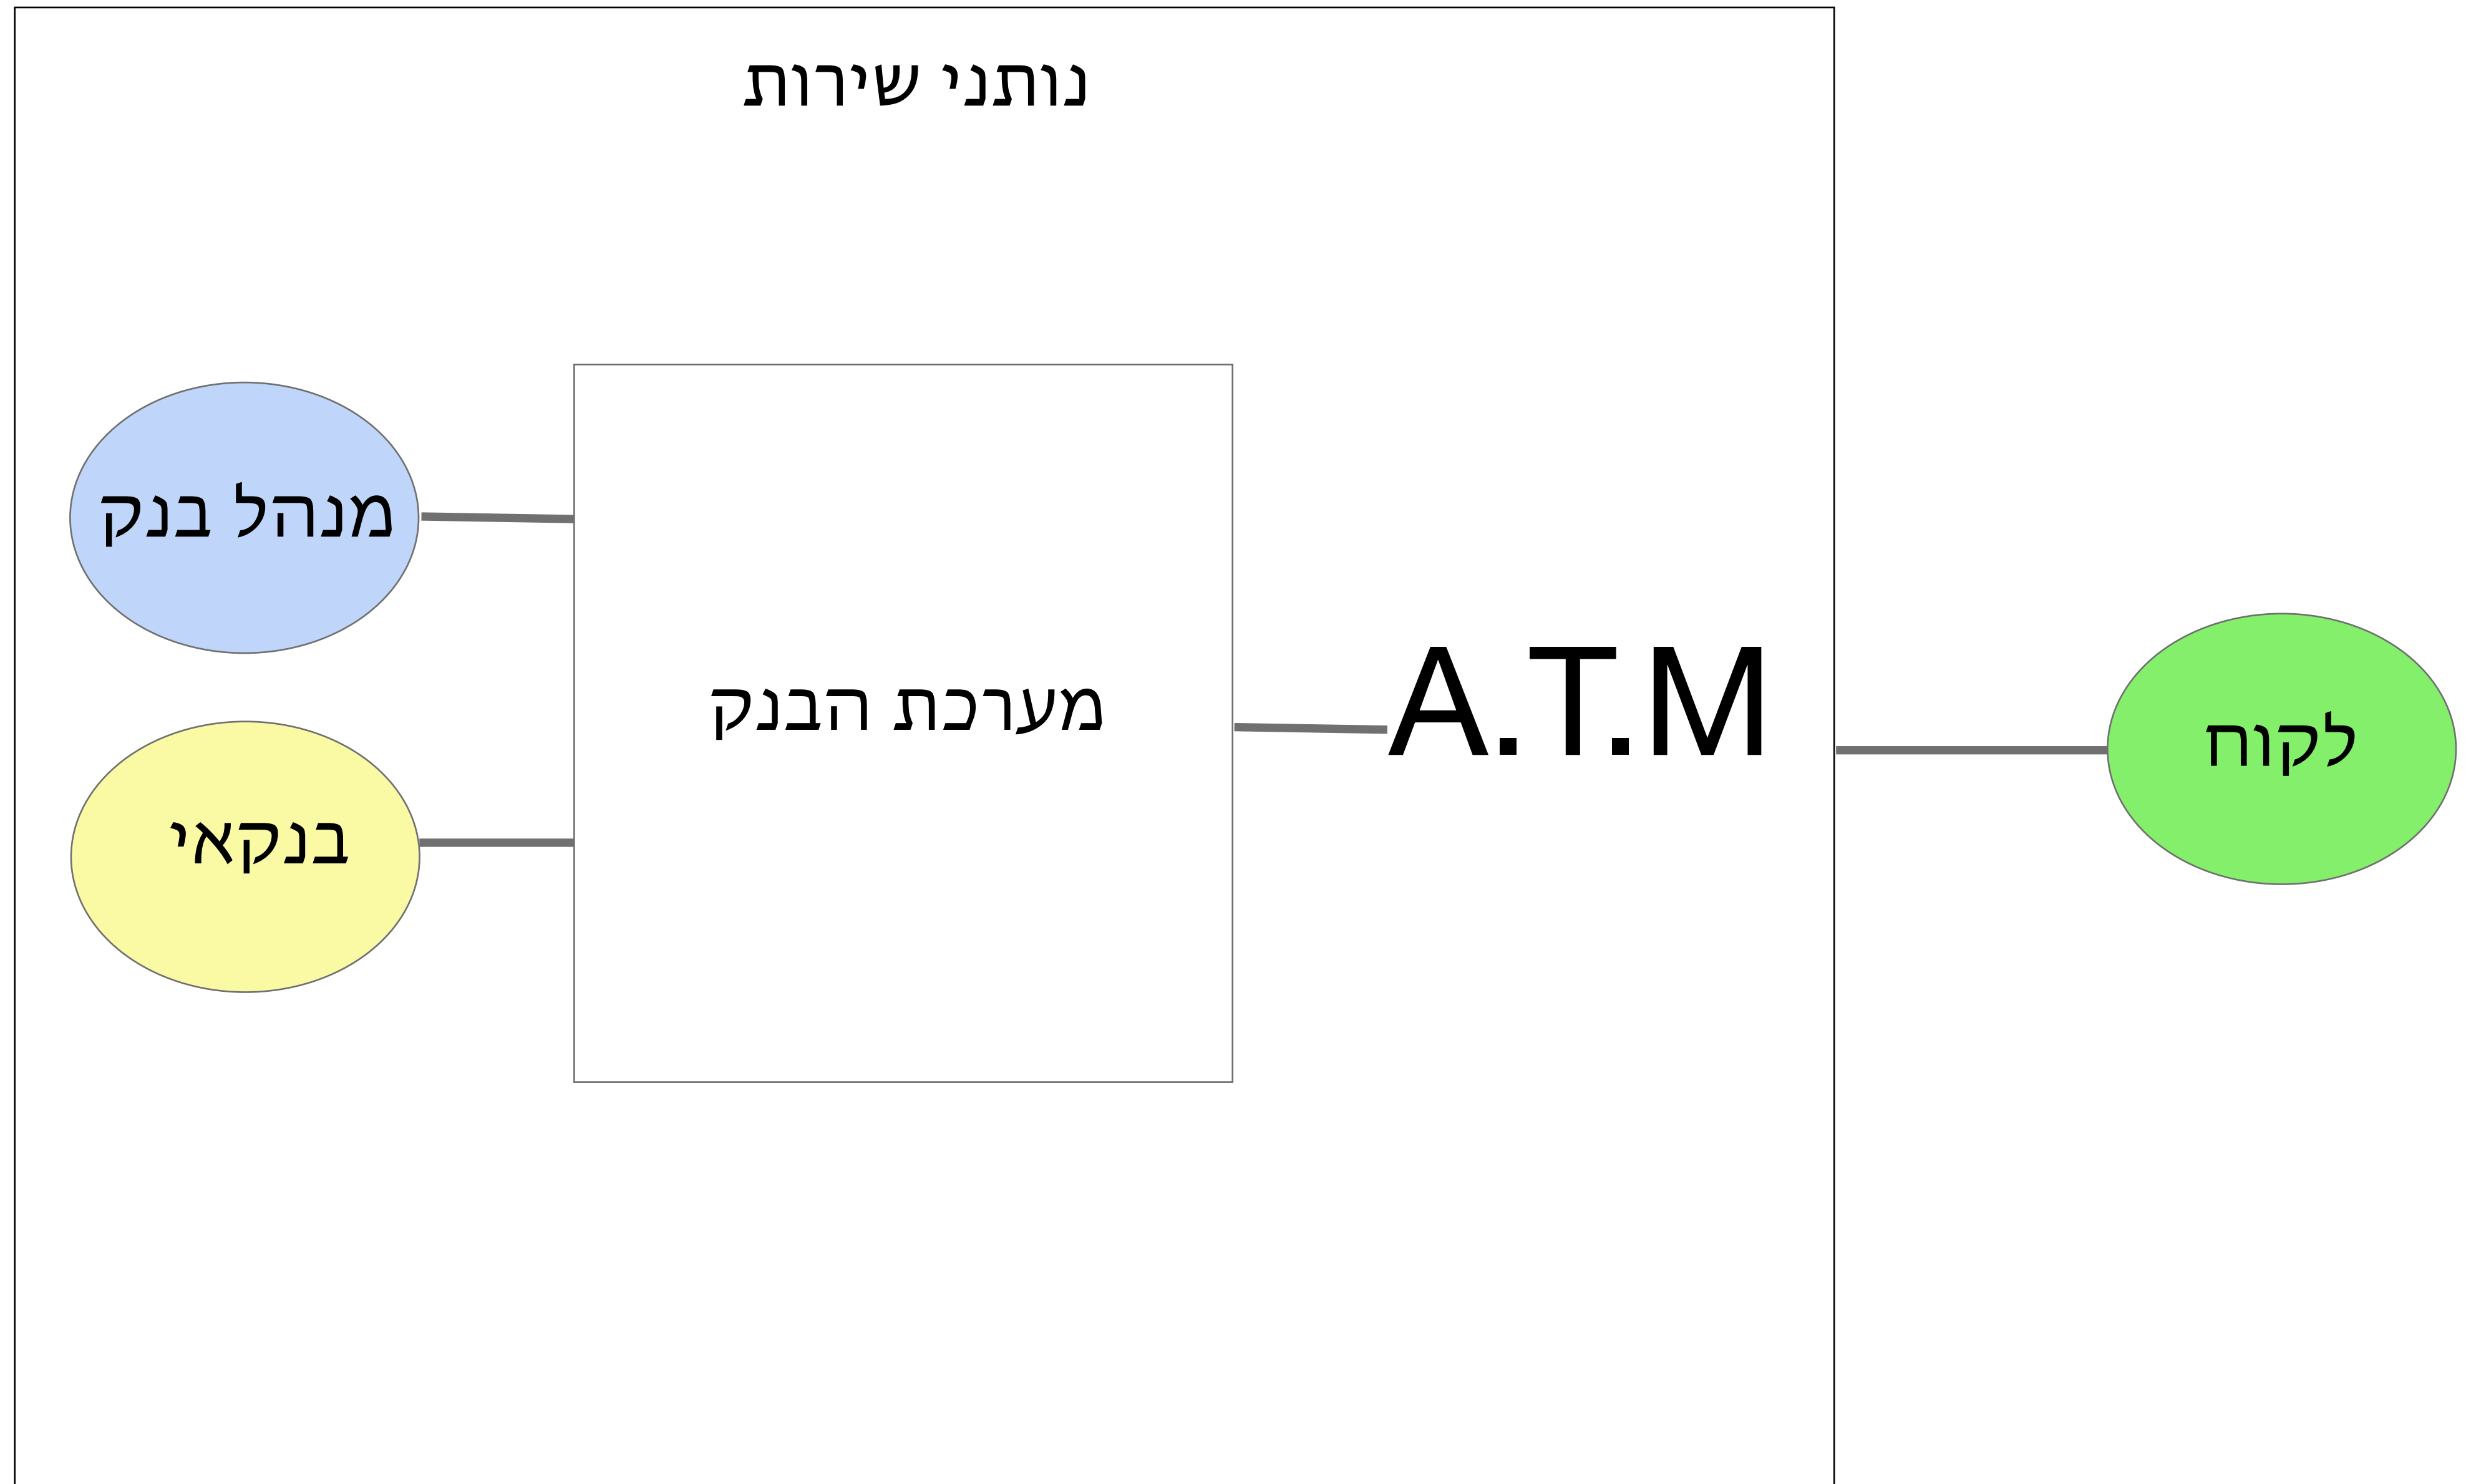 נותני שירות
מנהל בנק
מערכת הבנק
A.T.M
לקוח
בנקאי